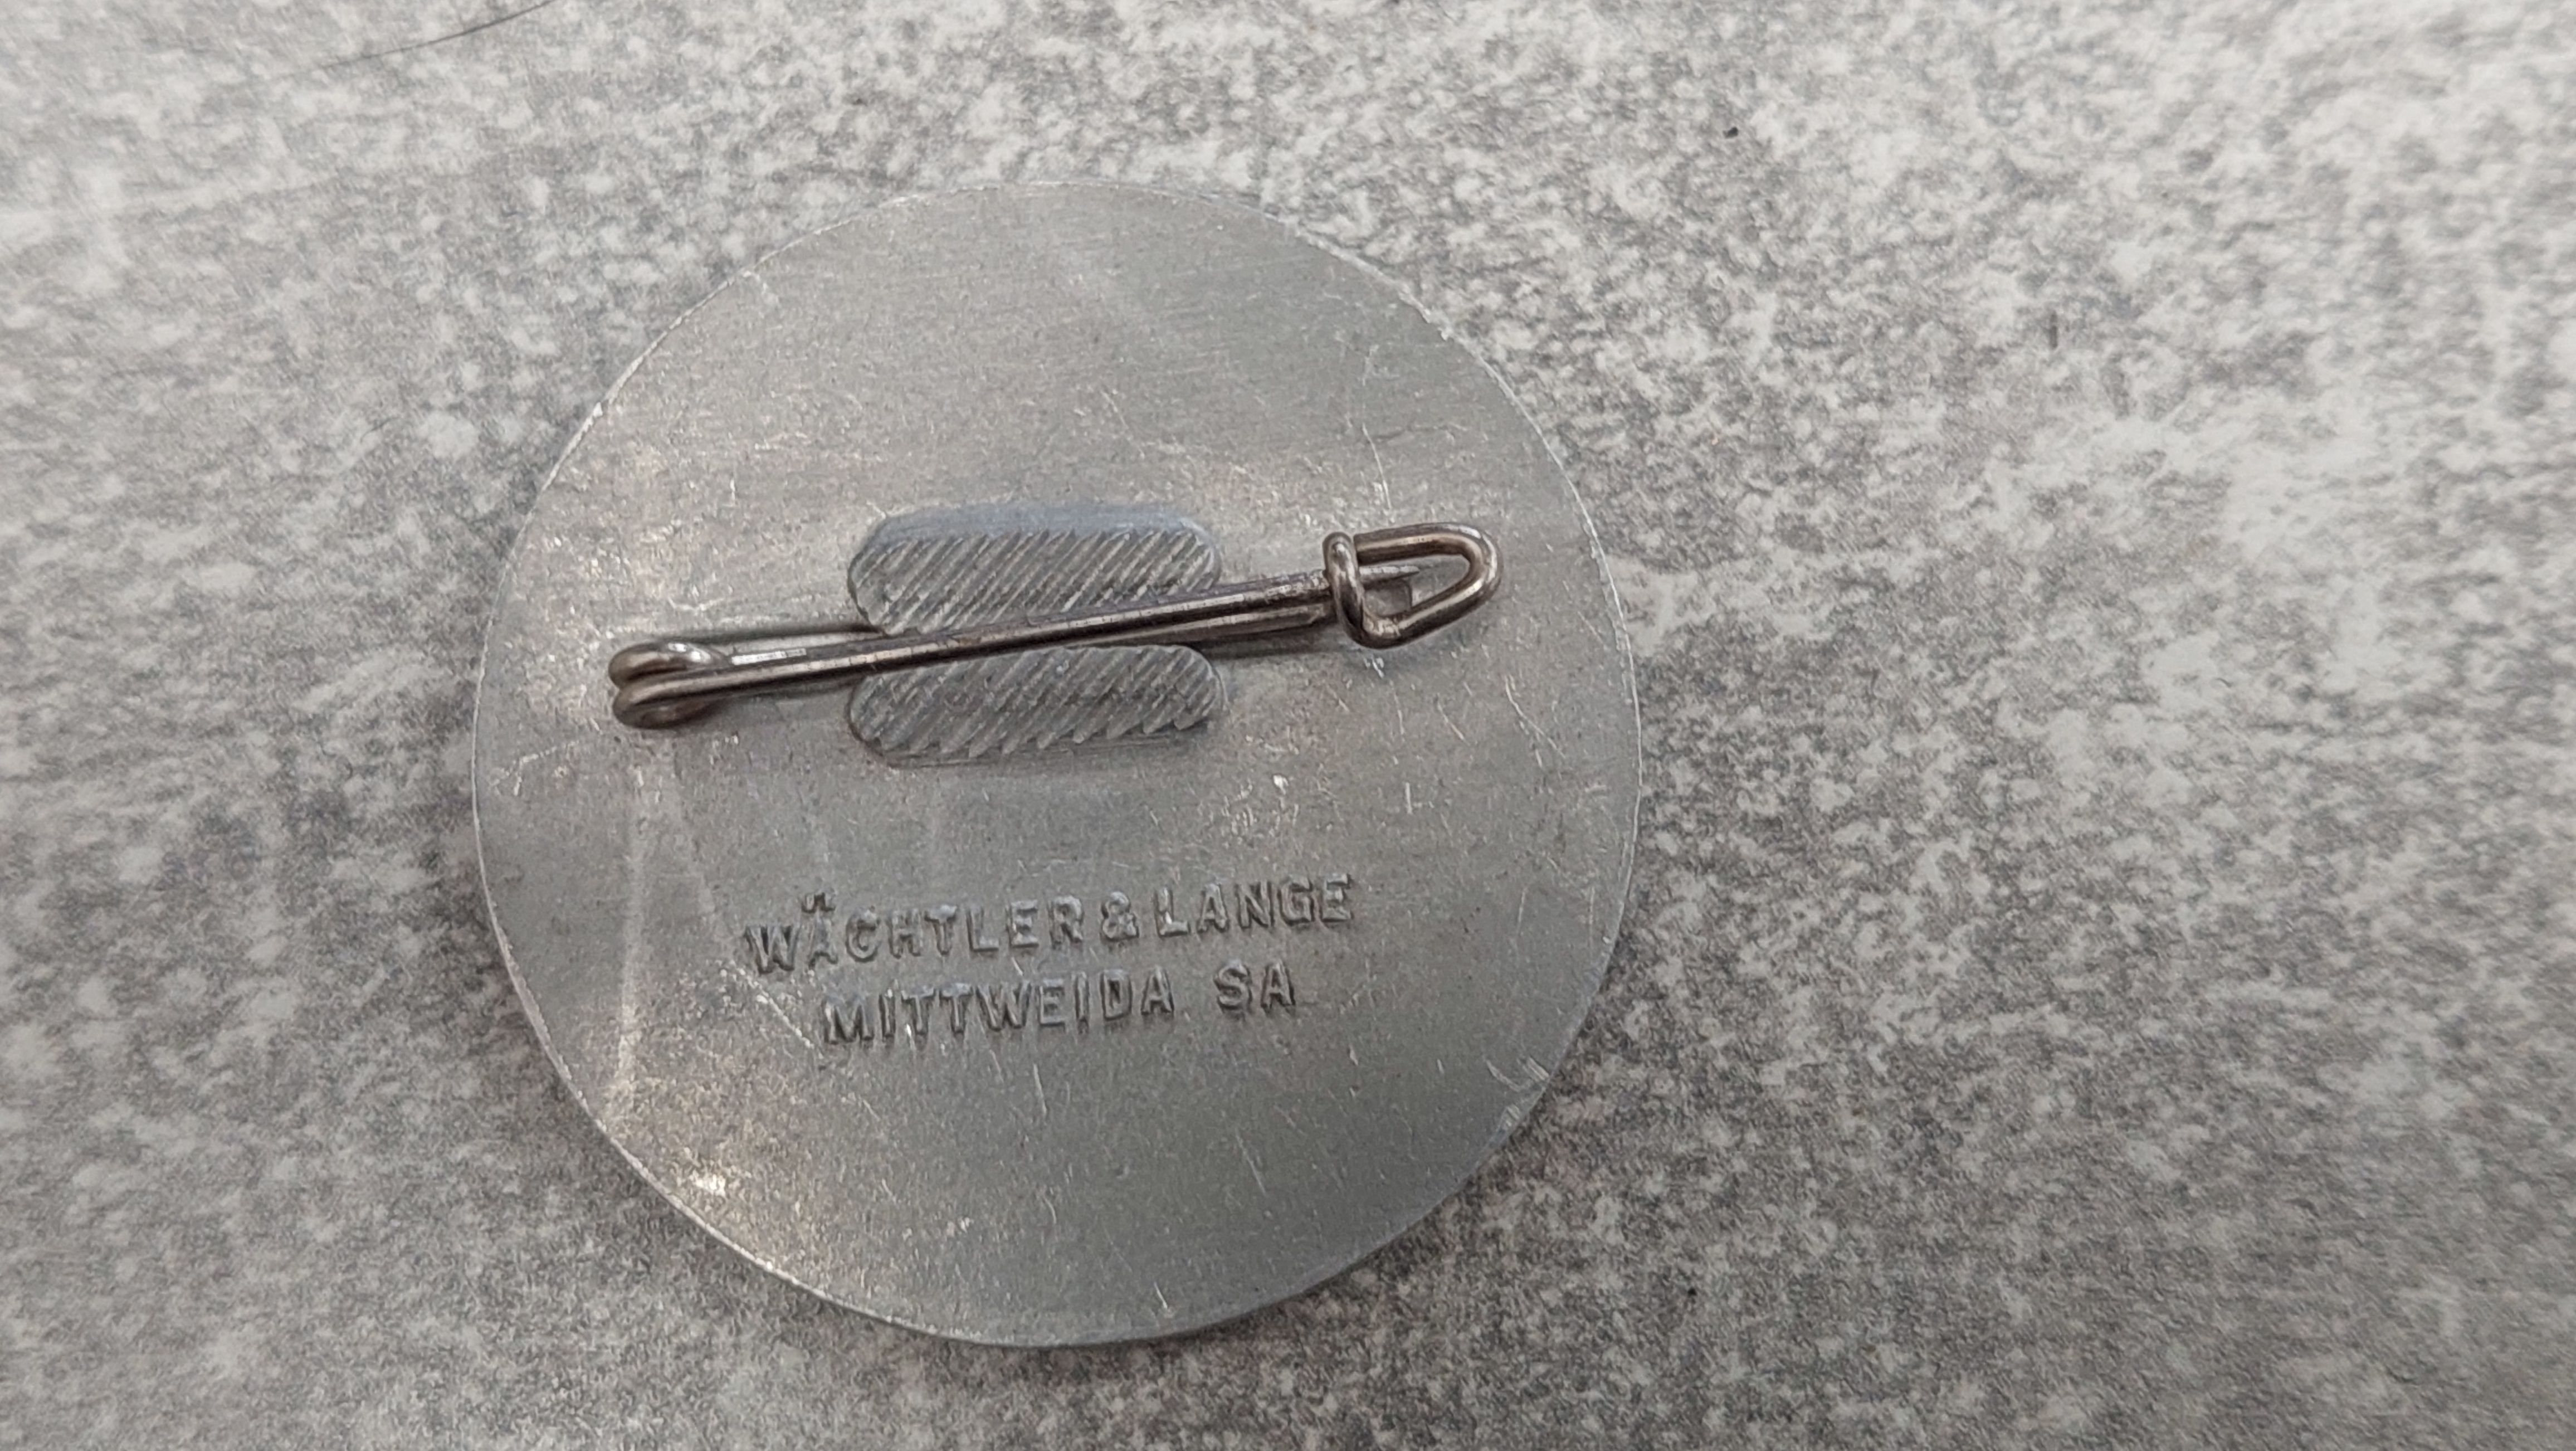 WÄCHTLER & LANGE
MITTWEIDA SA